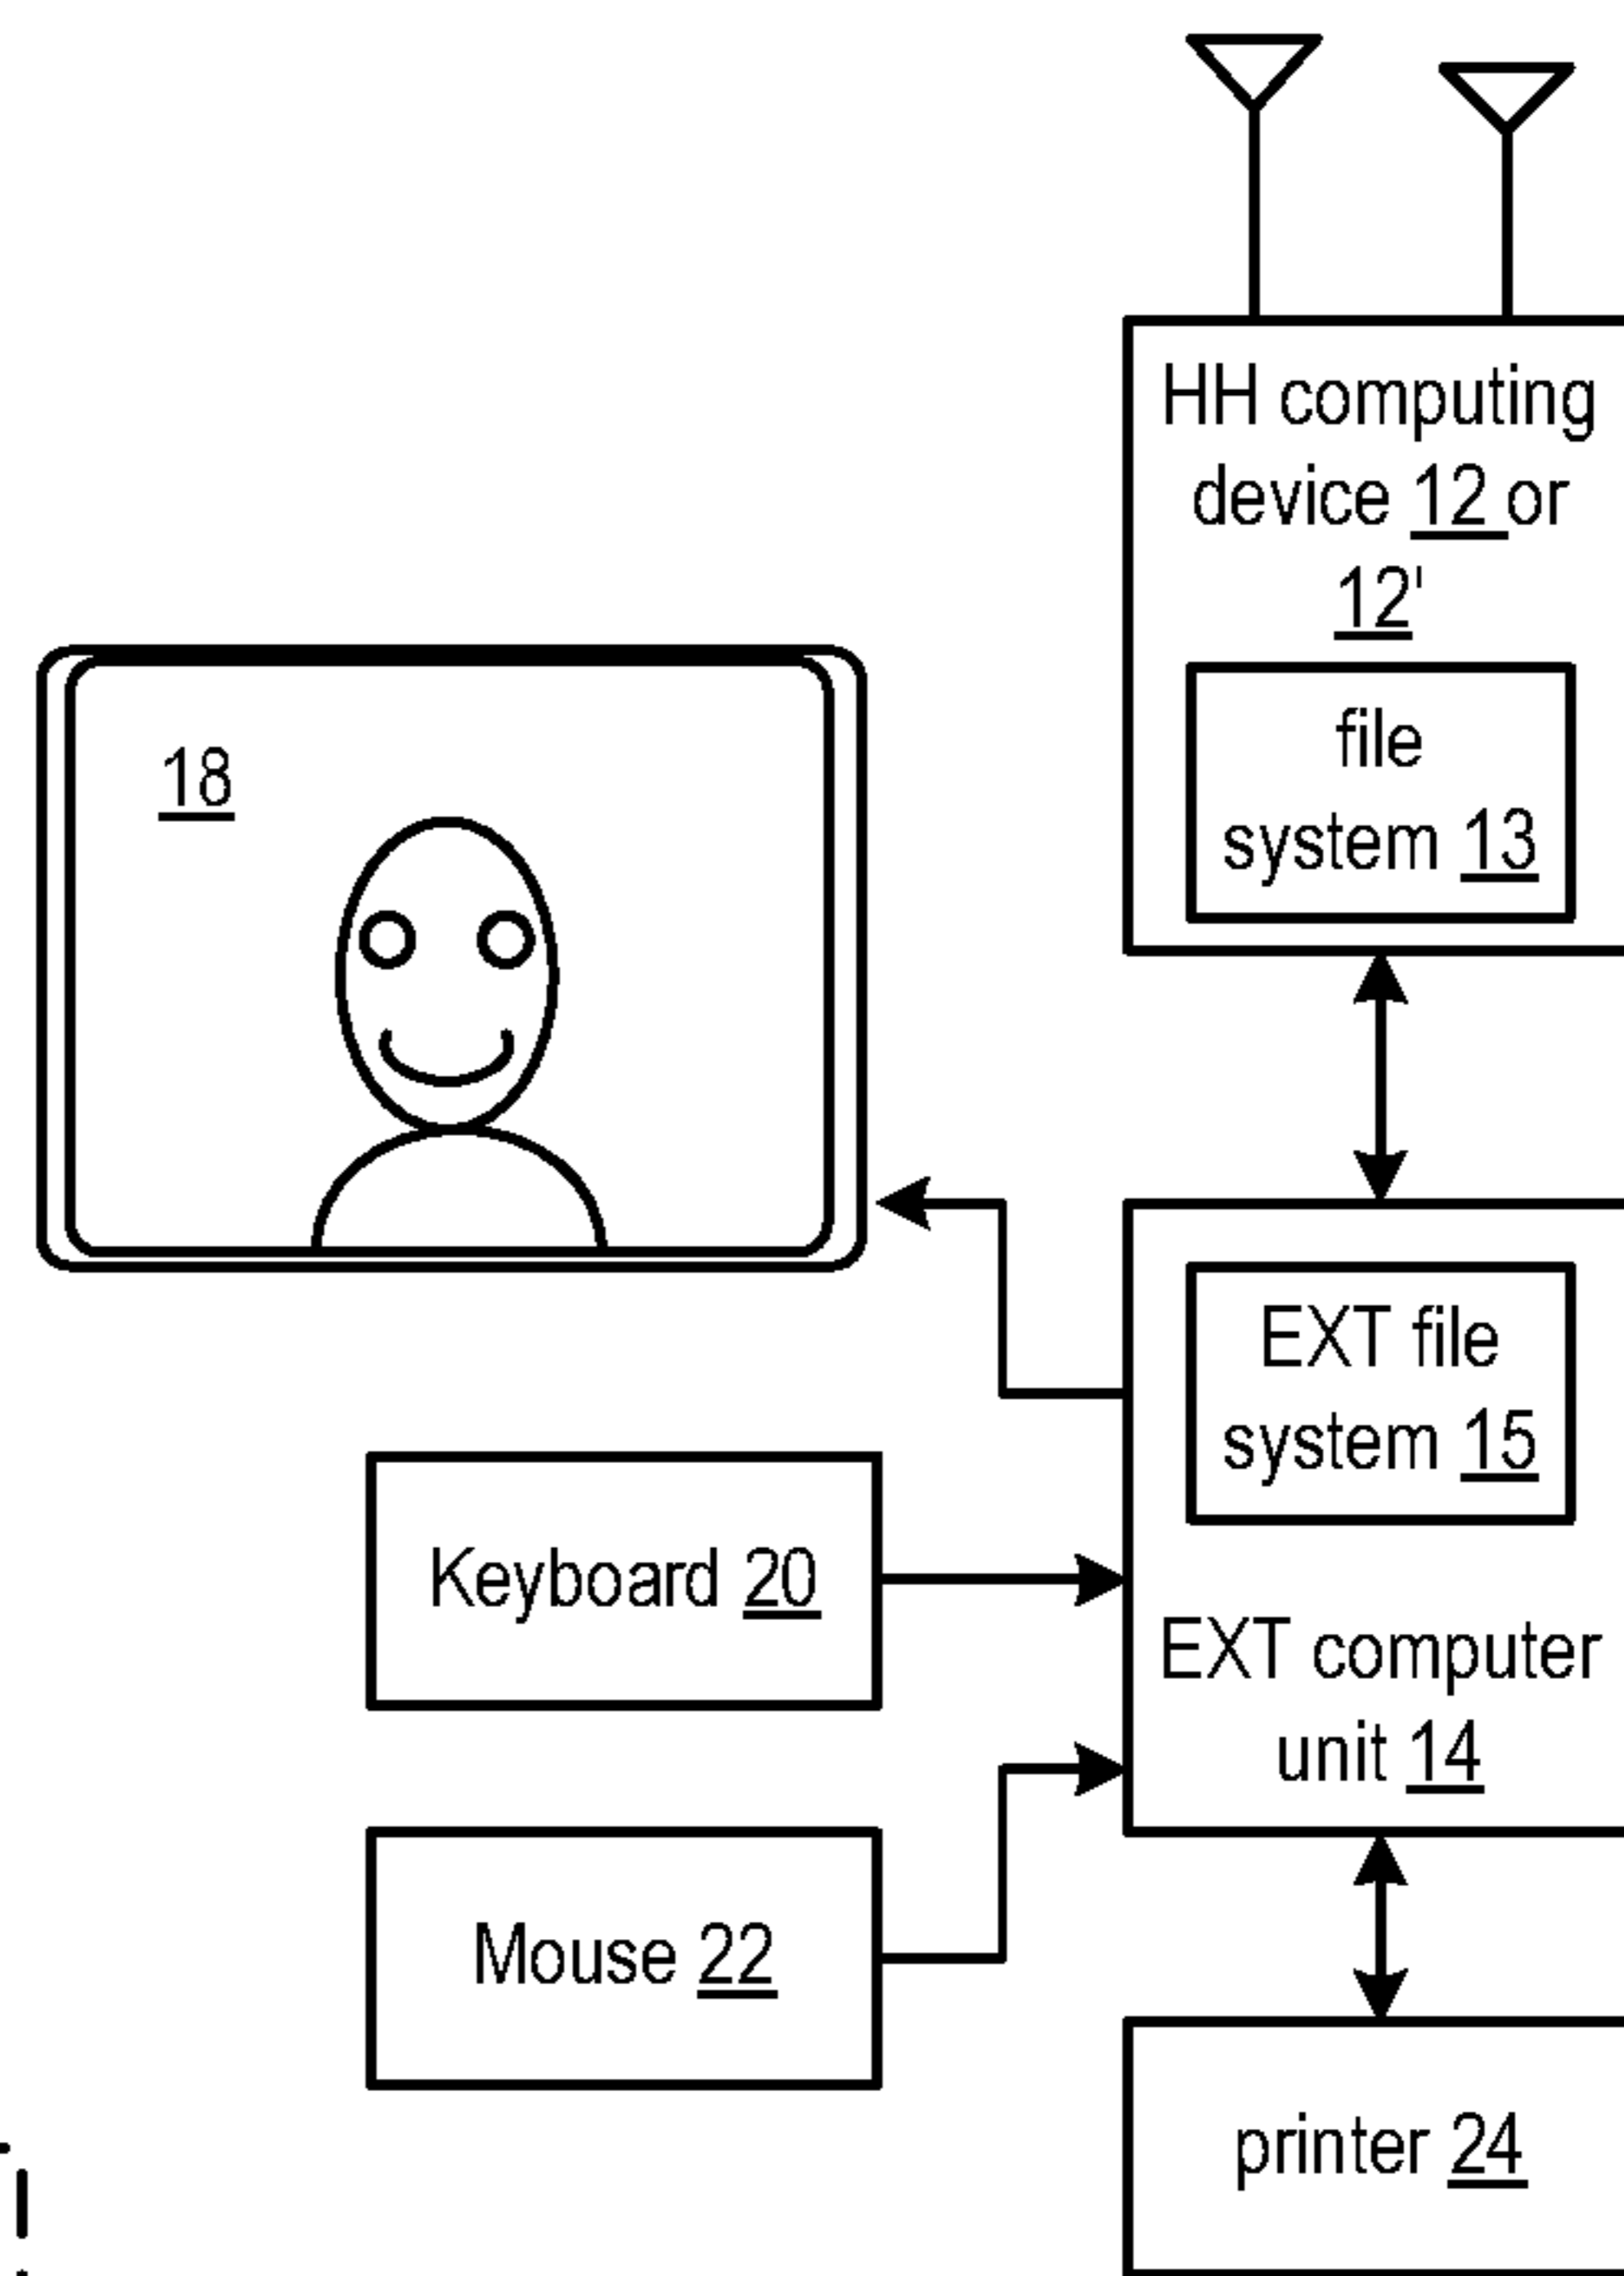 HH computing
device 12 or
12'
file
system 13
18
EXT file
system 15
Keyboard 20
EXT computer
unit 14
Mouse 22
printer 24